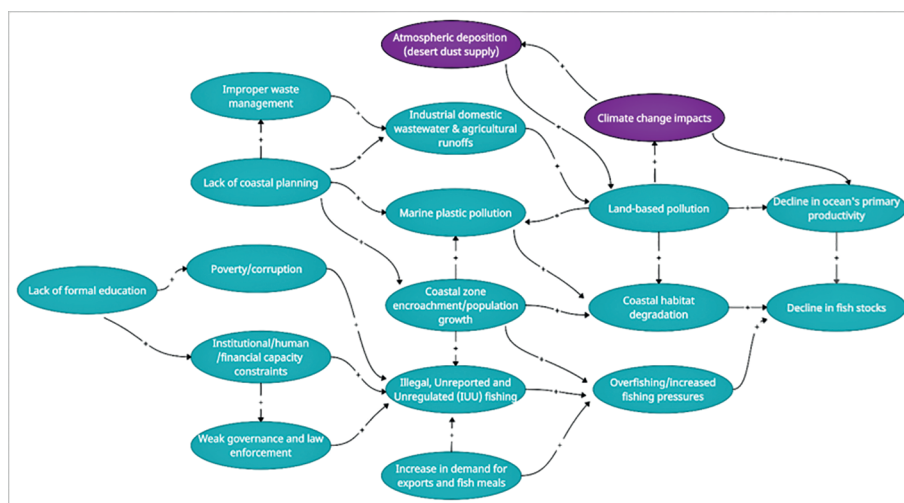 Atmospheric deposition
(desert dust supply)
Improper waste
management
Climate change impacts
Industrial domestic
wastewater & agricultural
runoffs
Lack of coastal planning
Marine plastic pollution
Land-based pollution
Decline in ocean's primary
productivity
Poverty/corruption
Lack of formal education
Coastal zone
encroachment/population
growth
Coastal habitat
degradation
Decline in fish stocks
Institutional/human
/financial capacity
constraints
Illegal, Unreported and
Unregulated (IUU) fishing
Overfishing/increased
fishing pressures
Weak governance and law
enforcement
Increase in demand for
exports and fish meals